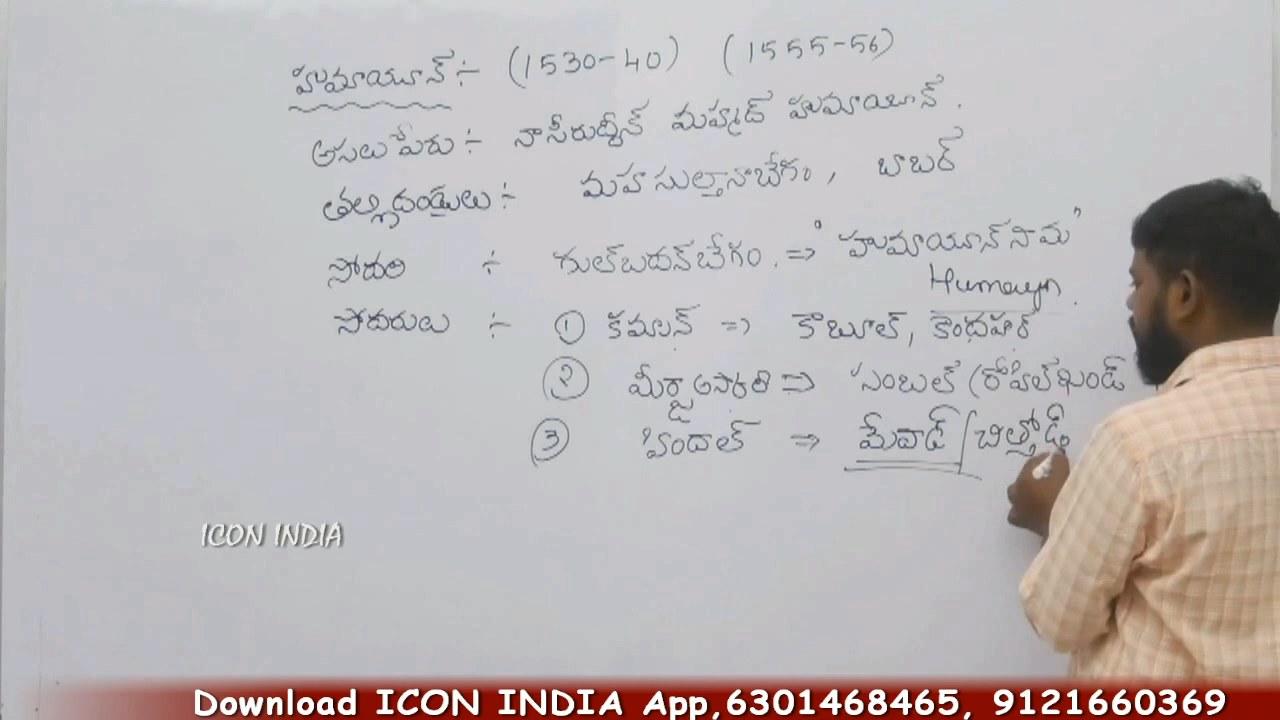 హుమాయూన్ :- (1530-40) (1555-56)
అసలు పేరు :- నాసీరుద్దీన్ మహ్మద్ హుమాయూన్.
తల్లిదండ్రులు :- మహ సుల్తానాబేగం, బాబర్
సోదరి :- గుల్‌బదన్‌బేగం. => "హుమాయూన్ నామ"
Humayn.
సోదరులు :- ① కమ్రాన్ => కాబూల్, కాందహార్
② మీర్జా అస్కరి => సంబల్ (రోహిల్‌ఖండ్
③ హిందాల్ => మేవాడ్/చిత్తోడ్
ICON INDIA
Download ICON INDIA App,6301468465, 9121660369